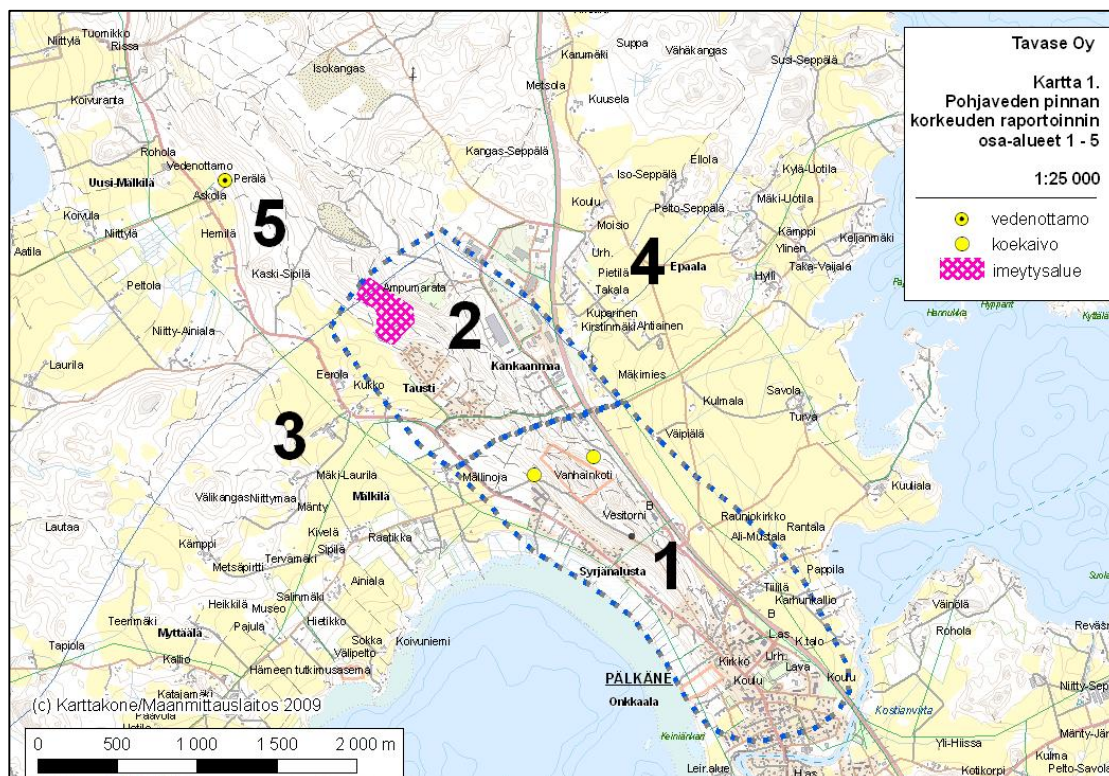 Tavase Oy
Kartta 1.
Pohjaveden pinnan
korkeuden raportoinnin
osa-alueet 1 - 5
1:25 000
vedenottamo
koekaivo
imeytysalue
Tuomikko
Niittylä
Rissa
Isokangas
Karumäki
Suppa
Vähäkangas
Susi-Seppälä
Metsola
Koivuranta
Kuusela
Rohola
Kangas-Seppälä
Ellola
Vedenottamo
Iso-Seppälä
Kylä-Uotila
Perälä
Uusi-Mälkilä
Askola
Koulu
Pelto-Seppälä
Mäki-Uotila
Koivula
Moisio
Kämppi
Niittylä
Hemilä
5
Urh.
4
Ylinen
Keljänmäki
Aatila
Pietilä
Epaala
Taka-Vaijala
Kaski-Sipilä
Hylli
Peltola
Ampumarata
Takala
2
Kuparinen
Hannukka
Hypparit
Kyttälä
Niitty-Ainiala
Kirstinmäki
Ahtiainen
Laurila
Eerola
Kankaanmaa
Kukko
Tausti
Mäkimies
Savola
3
Kulmala
Turva
Väipiälä
Mäki-Laurila
Mällinoja
Vanhainkoti
Välikangas
Niittymaa
Mälkilä
Kuuliala
Mänty
Vesitorni
B
Rauniokirkko
Lautaa
Kivelä
Rantala
Kämppi
Sipilä
Raatikka
Ali-Mustala
Tervamäki
1
Metsäpirtti
Syrjänalusta
Ainiala
Pappila
Tiililä
Salinmäki
Karhunkallio
Heikkilä
Museo
Väinölä
Teerimäki
Hietikko
B
Pajula
Sokka
Koivuniemi
L.as
Rohola
Tapiola
Myttäälä
Välipelto
K.talo
Kallio
Kirkko
Urh.
Hämeen tutkimusasema
Lava
PÄLKÄNE
Koulu
Koulu
Katajamäki
Onkkaala
(c) Karttakone/Maanmittauslaitos 2009
Kostianvirta
0 500 1 000 1 500 2 000 m
Yli-Hiissa
Kulma
Kotikorpi
Pelto-Savola
Leir.alue